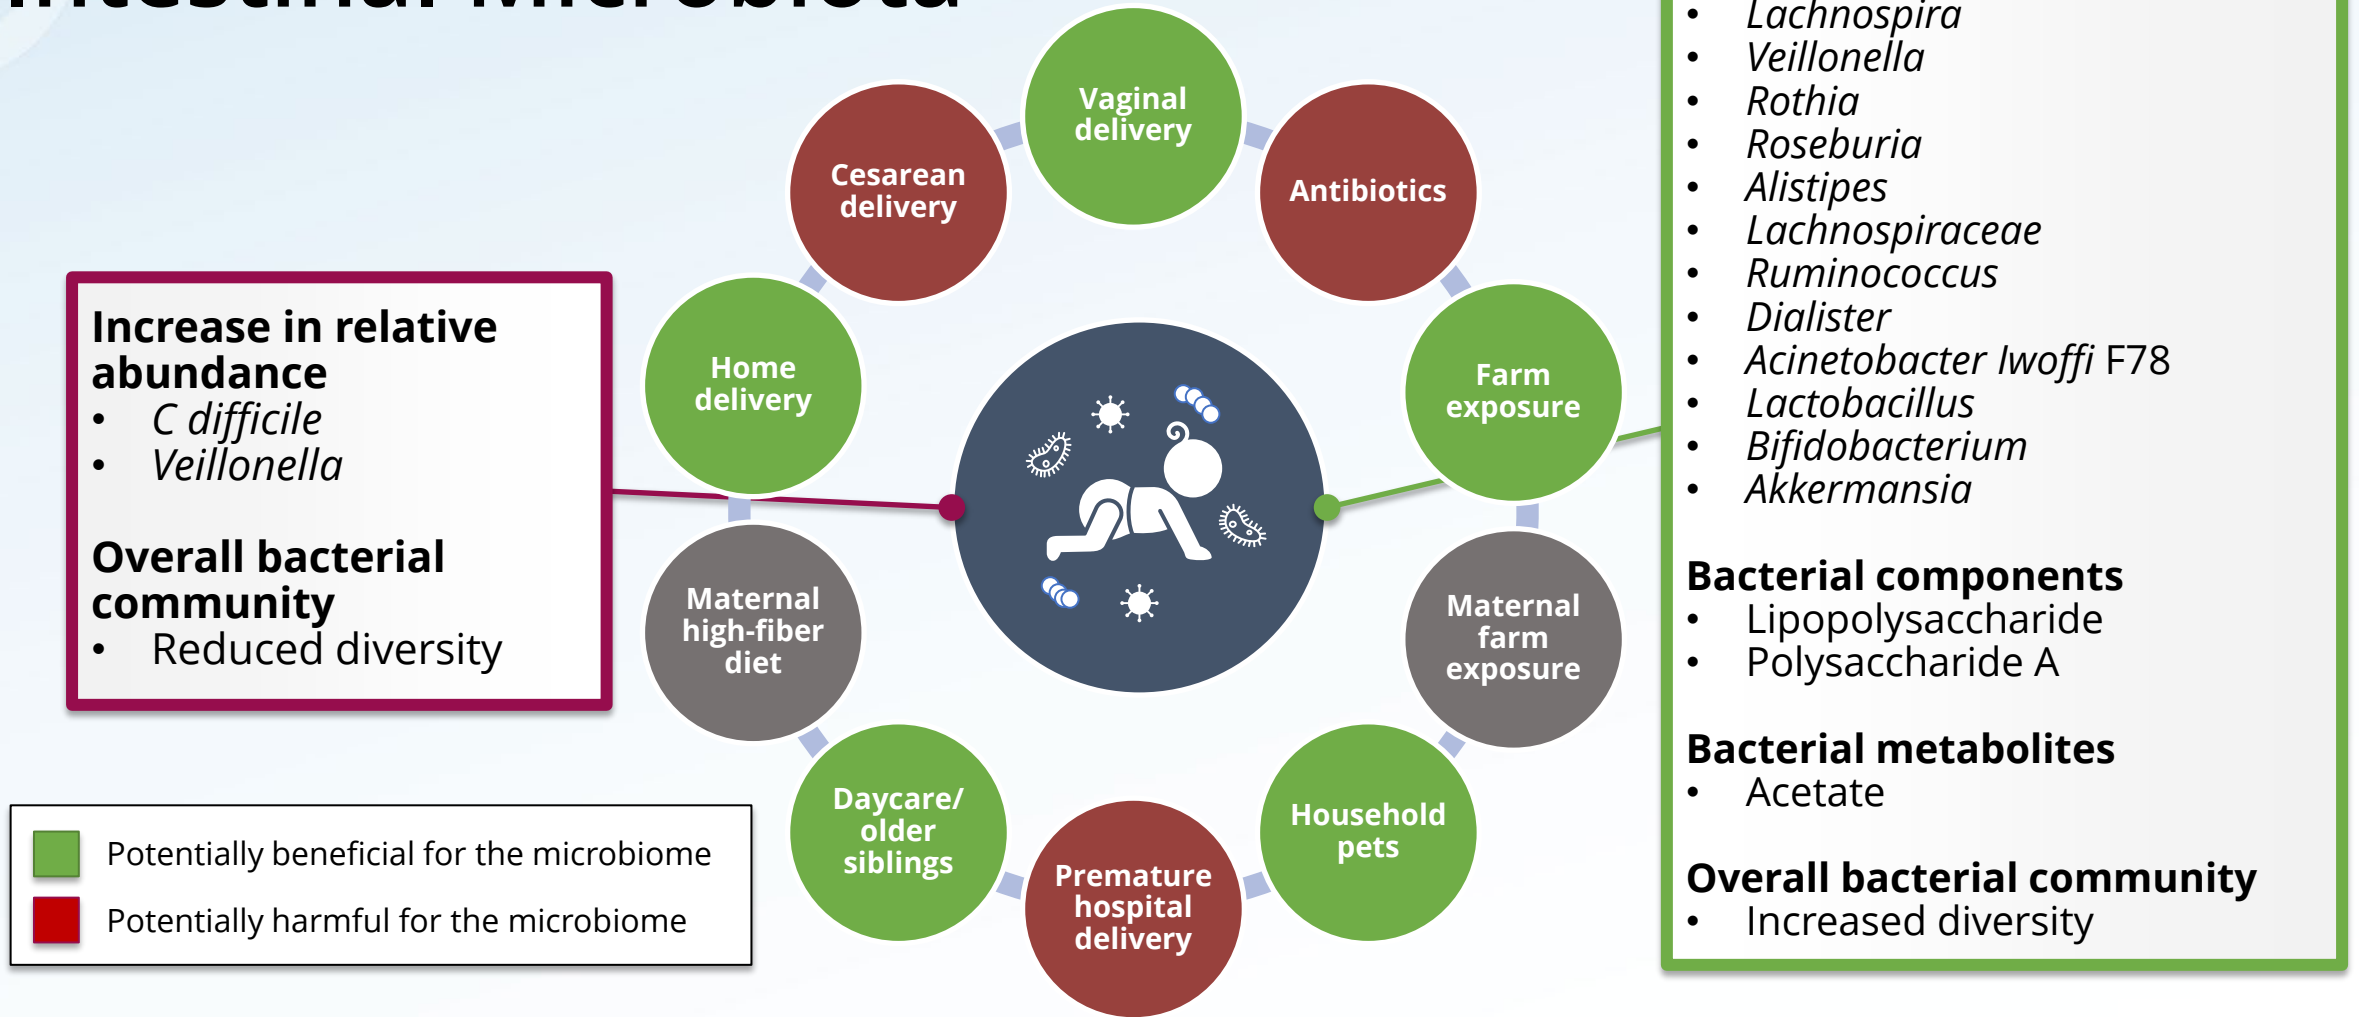 Intestinal Microbiota
Vaginal
delivery
Cesarean
delivery
Antibiotics
Home
delivery
Farm
exposure
Maternal
high-fiber
diet
Maternal
farm
exposure
Daycare/
older
siblings
Household
pets
Premature
hospital
delivery
Increase in relative
abundance
• C difficile
• Veillonella
Overall bacterial
community
• Reduced diversity
Potentially beneficial for the microbiome
Potentially harmful for the microbiome
• Lachnospira
• Veillonella
• Rothia
• Roseburia
• Alistipes
• Lachnospiraceae
• Ruminococcus
• Dialister
• Acinetobacter Iwoffi F78
• Lactobacillus
• Bifidobacterium
• Akkermansia
Bacterial components
• Lipopolysaccharide
• Polysaccharide A
Bacterial metabolites
• Acetate
Overall bacterial community
• Increased diversity